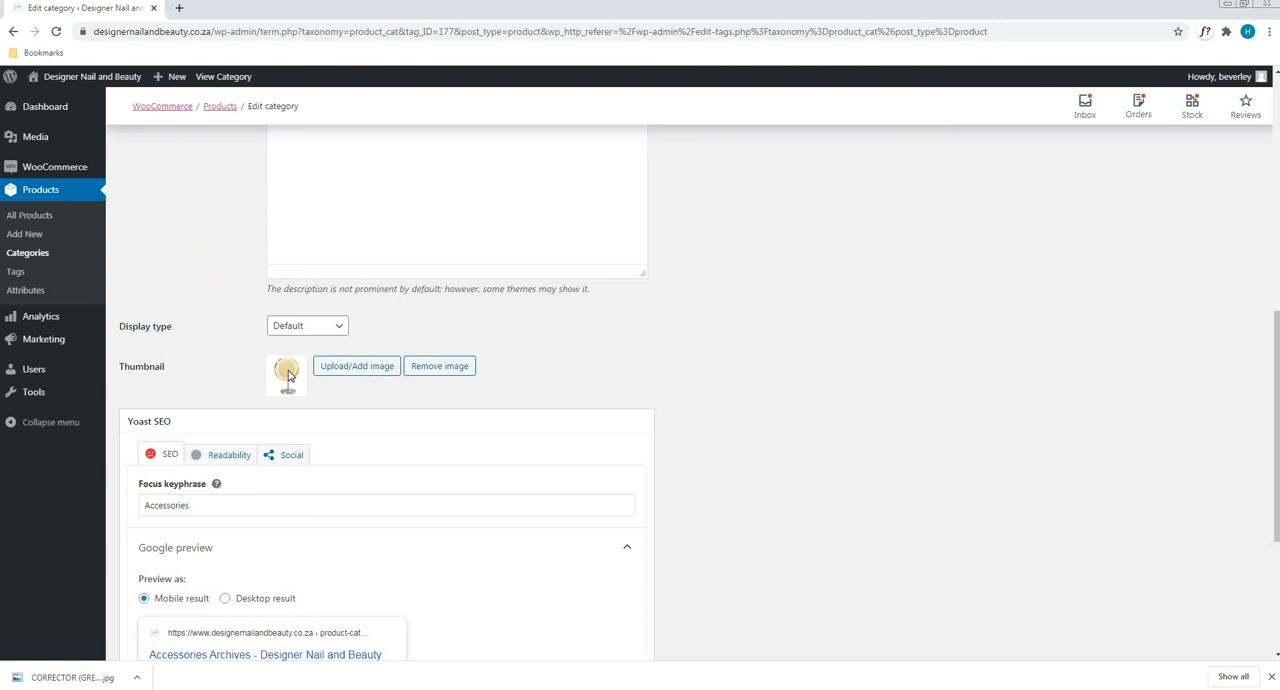 Edit category ‹ Designer Nail and
designernailandbeauty.co.za/wp-admin/term.php?taxonomy=product_cat&tag_ID=177&post_type=product&wp_http_referer=%2Fwp-admin%2Fedit-tags.php%3Ftaxonomy%3Dproduct_cat%26post_type%3Dproduct
f?
H
Bookmarks
Designer Nail and Beauty
New
View Category
Howdy, beverley
Dashboard
Media
WooCommerce
Products
All Products
Add New
Categories
Tags
Attributes
Analytics
Marketing
Users
Tools
Collapse menu
WooCommerce / Products / Edit category
Inbox
Orders
Stock
Reviews
The description is not prominent by default; however, some themes may show it.
Display type
Default
Thumbnail
Upload/Add image
Remove image
Yoast SEO
SEO
Readability
Social
Focus keyphrase
Accessories
Google preview
Preview as:
Mobile result
Desktop result
https://www.designernailandbeauty.co.za › product-cat...
Accessories Archives - Designer Nail and Beauty
CORRECTOR (GRE....jpg
Show all